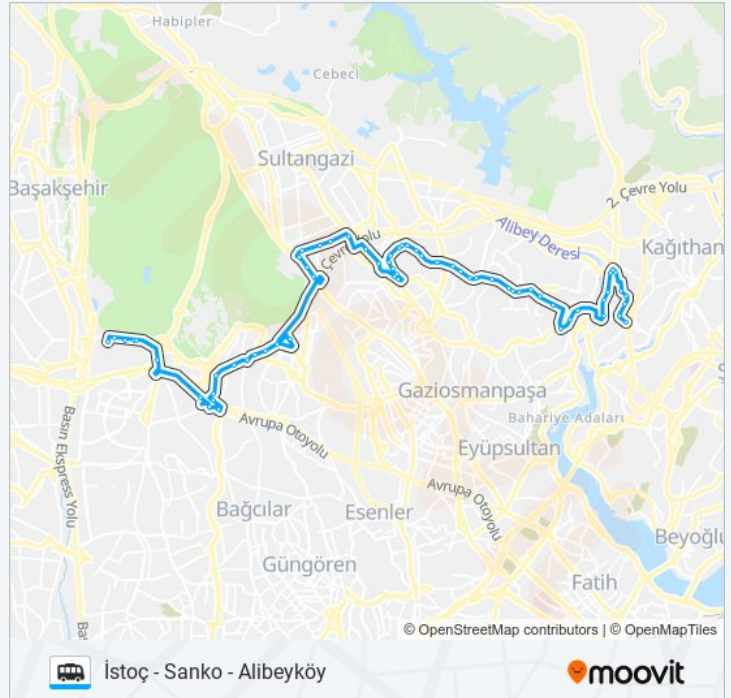 Habipler
Cebeci
Sultangazi
Başakşehir
2. Çevre Yolu
Alibey Deresi
Kağıthan
Çevre Yolu
Gaziosmanpaşa
Bahariye Adaları
Basın Ekspress Yolu
Avrupa Otoyolu
Eyüpsultan
Avrupa Otoyolu
Bağcılar
Esenler
Beyoğlu
Güngören
Fatih
© OpenStreetMap contributors | © OpenMapTiles
İstoç - Sanko - Alibeyköy
moovit